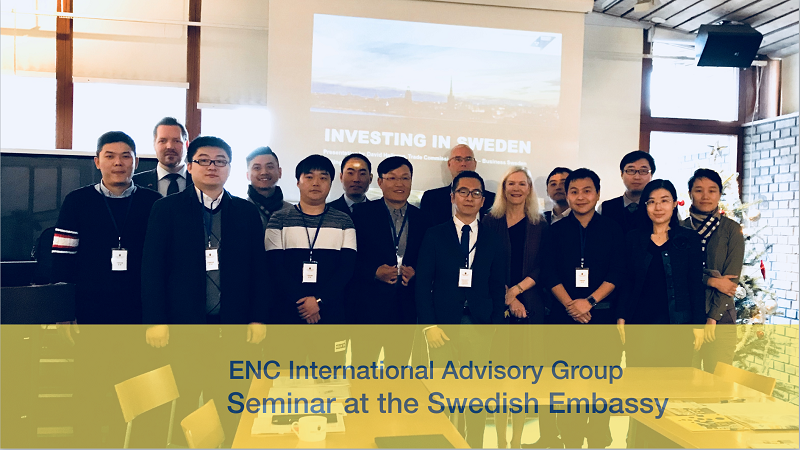 INVESTING IN SWEDEN
ENC International Advisory Group
Seminar at the Swedish Embassy